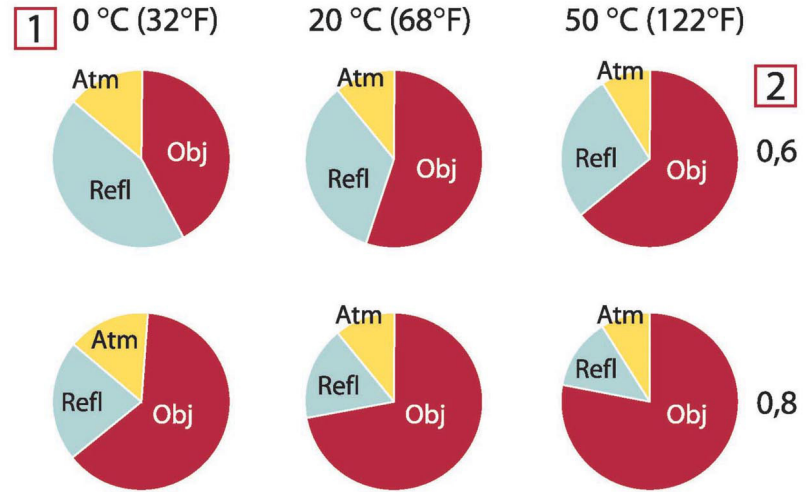 1 0 °C (32°F) 20 °C (68°F) 50 °C (122°F)
2
Atm Obj Refl
Atm Obj Refl
Atm Obj Refl
0,6
Atm Refl Obj
Atm Refl Obj
Atm Refl Obj
0,8